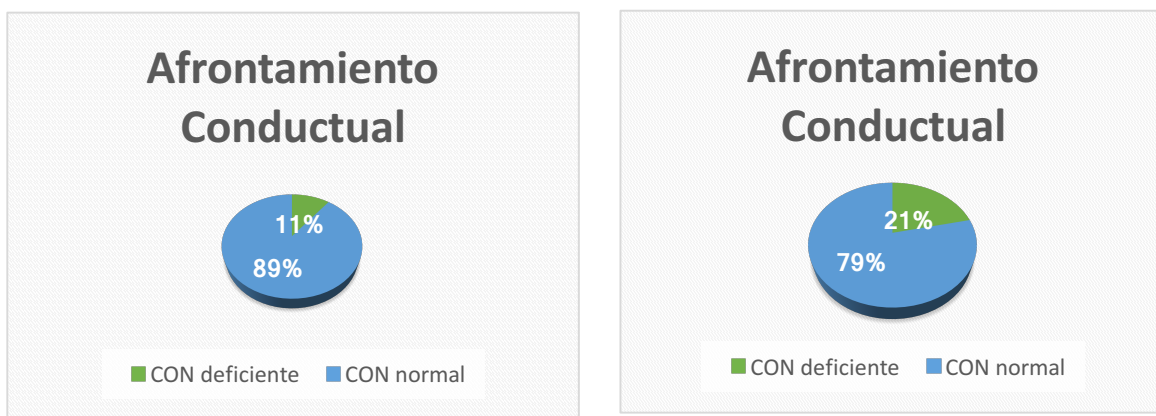 Afrontamiento
Conductual
11%
89%
CON deficiente CON normal
Afrontamiento
Conductual
21%
79%
CON deficiente CON normal